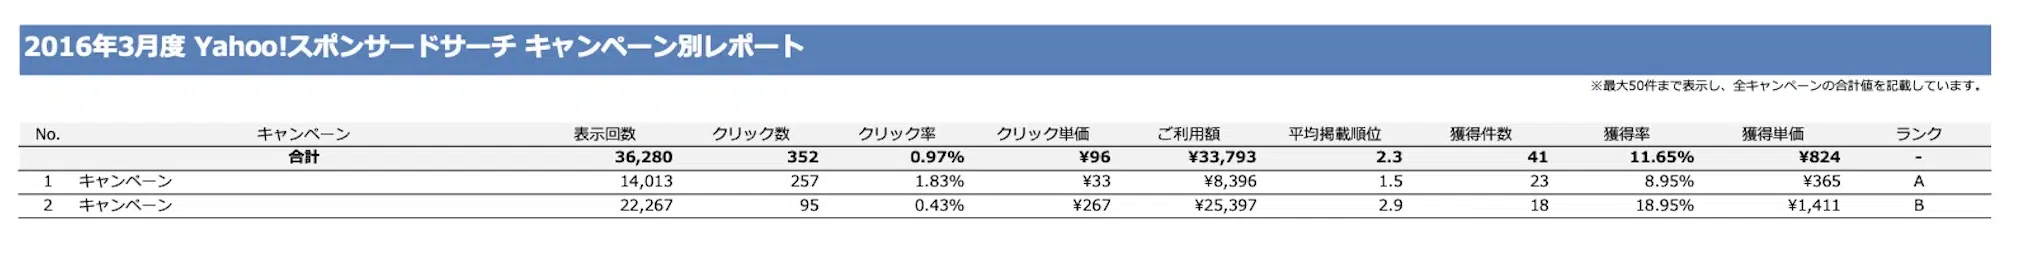 2016年3月度 Yahoo!スポンサードサーチ キャンペーン別レポート
※最大50件まで表示し、全キャンペーンの合計値を記載しています。
No. キャンペーン 表示回数 クリック数 クリック率 クリック単価 ご利用額 平均掲載順位 獲得件数 獲得率 獲得単価 ランク
合計 36,280 352 0.97% ¥96 ¥33,793 2.3 41 11.65% ¥824 -
1 キャンペーン 14,013 257 1.83% ¥33 ¥8,396 1.5 23 8.95% ¥365 A
2 キャンペーン 22,267 95 0.43% ¥267 ¥25,397 2.9 18 18.95% ¥1,411 B